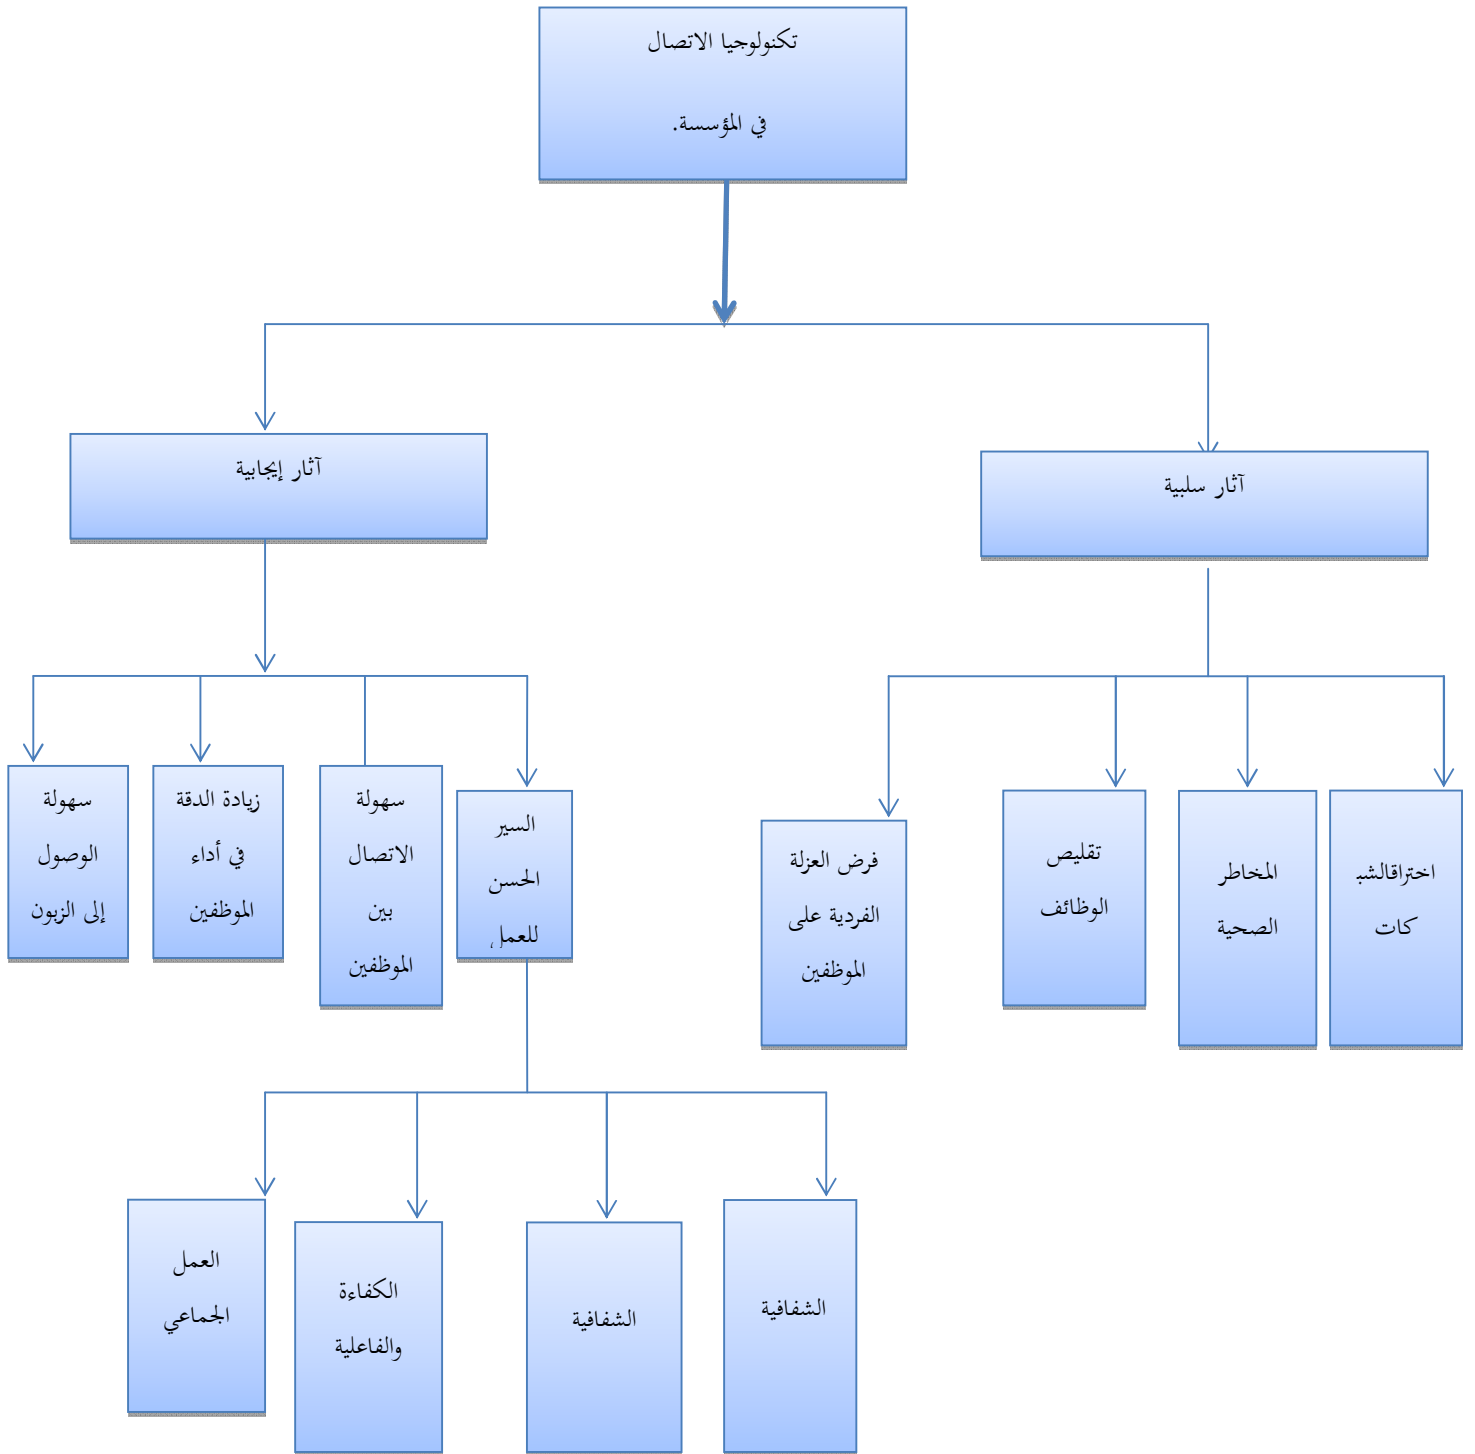 تكنولوجيا الاتصال
في المؤسسة.
آثار سلبية
آثار إيجابية
اختراقالشبـ
كات
المخاطر
الصحية
تقليص
الوظائف
فرض العزلة
الفردية على
الموظفين
السير
الحسن
للعمل
سهولة
الاتصال
بين
الموظفين
زيادة الدقة
في أداء
الموظفين
سهولة
الوصول
إلى الزبون
الشفافية
الشفافية
الكفاءة
والفاعلية
العمل
الجماعي